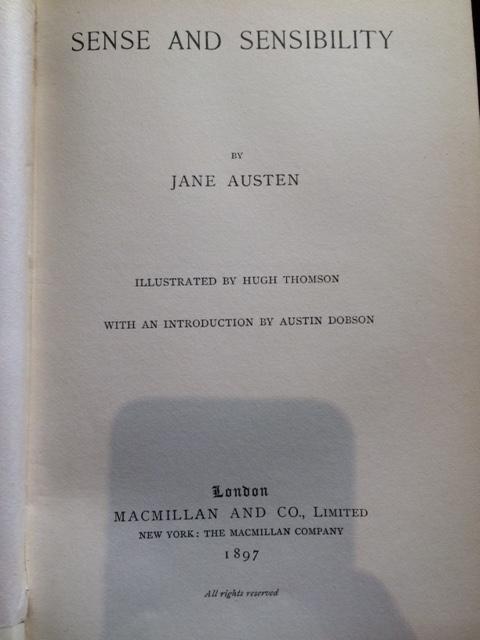 SENSE AND SENSIBILITY
BY
JANE AUSTEN
ILLUSTRATED BY HUGH THOMSON
WITH AN INTRODUCTION BY AUSTIN DOBSON
London
MACMILLAN AND CO., LIMITED
NEW YORK: THE MACMILLAN COMPANY
1897
All rights reserved